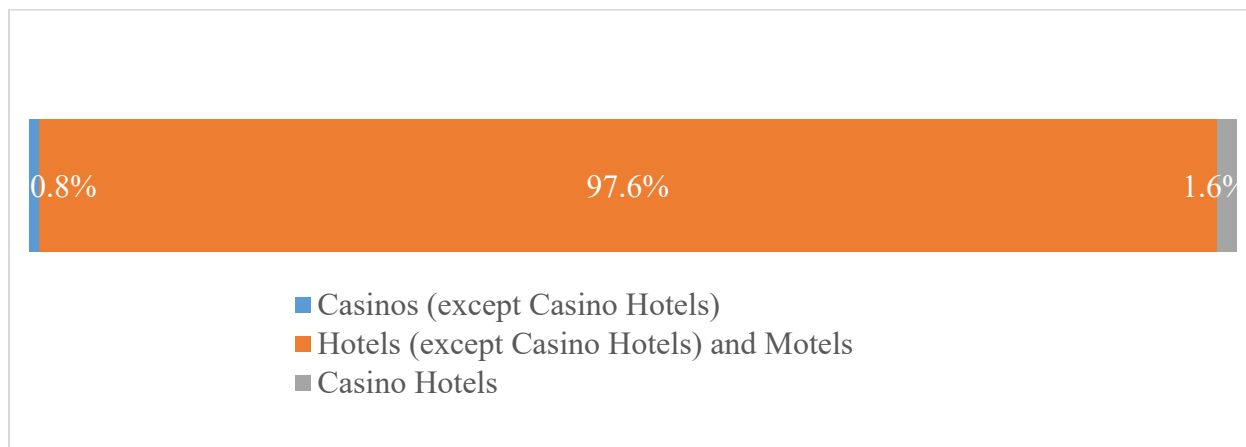 0.8% 97.6% 1.6%
Casinos (except Casino Hotels)
Hotels (except Casino Hotels) and Motels
Casino Hotels